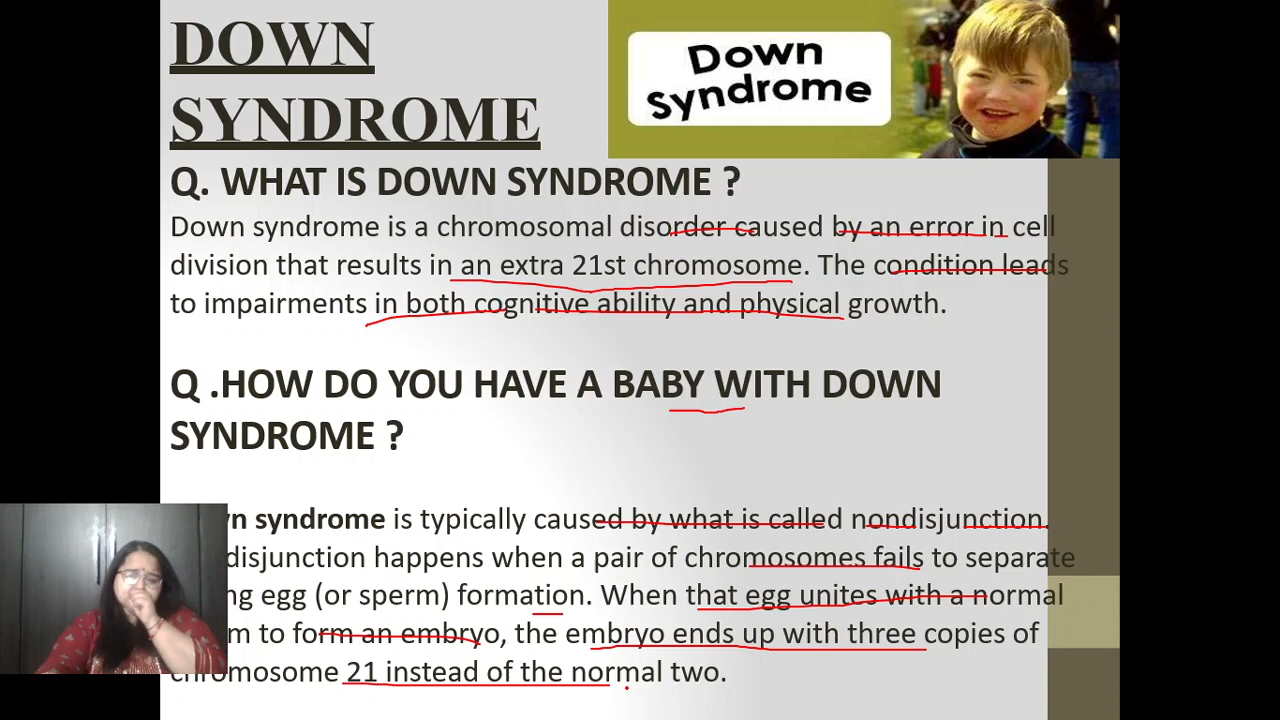 DOWN
SYNDROME
Down
Syndrome
Q. WHAT IS DOWN SYNDROME ?
Down syndrome is a chromosomal disorder caused by an error in cell
division that results in an extra 21st chromosome. The condition leads
to impairments in both cognitive ability and physical growth.
Q .HOW DO YOU HAVE A BABY WITH DOWN
SYNDROME ?
wn syndrome is typically caused by what is called nondisjunction.
disjunction happens when a pair of chromosomes fails to separate
ng egg (or sperm) formation. When that egg unites with a normal
m to form an embryo, the embryo ends up with three copies of
chromosome 21 instead of the normal two.